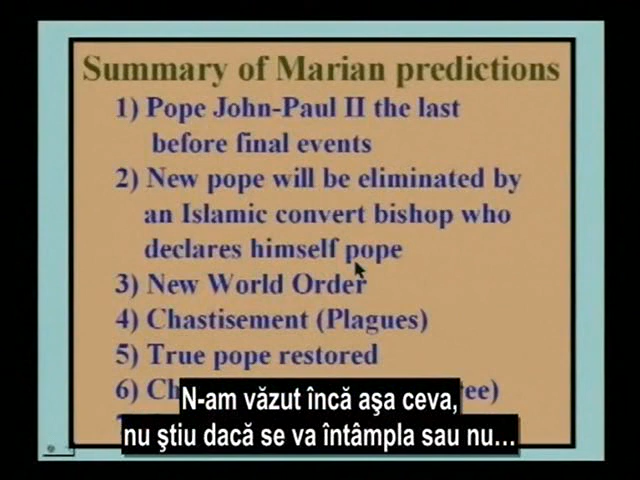 Summary of Marian predictions
1) Pope John-Paul II the last
before final events
2) New pope will be eliminated by
an Islamic convert bishop who
declares himself pope
3) New World Order
4) Chastisement (Plagues)
5) True pope restored
6)
N-am văzut încă aşa ceva,
nu ştiu dacă se va întâmpla sau nu...